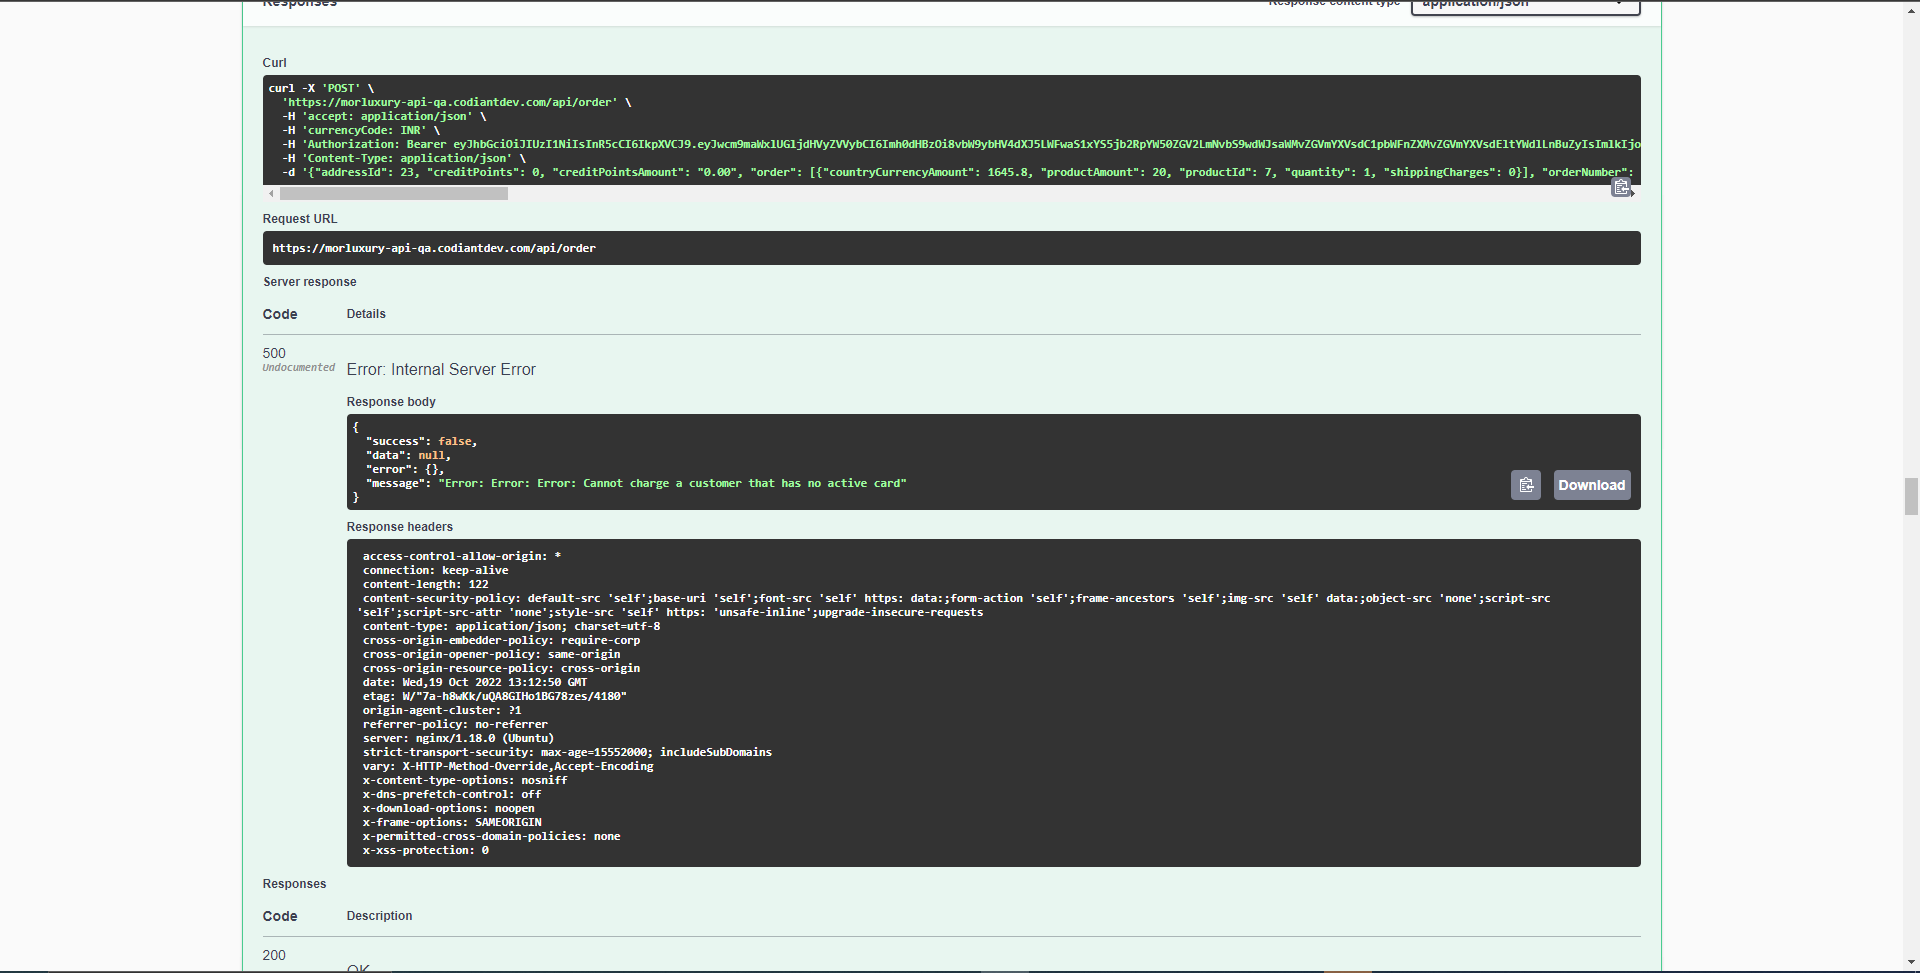 Responses
Response content type
application/json
Curl
curl -X 'POST' \
'https://morluxury-api-qa.codiantdev.com/api/order' \
-H 'accept: application/json' \
-H 'currencyCode: INR' \
-H 'Authorization: Bearer
-H 'Content-Type: application/json' \
-d '{"addressId": 23, "creditPoints": 0, "creditPointsAmount": "0.00", "order": [{"countryCurrencyAmount": 1645.8, "productAmount": 20, "productId": 7, "quantity": 1, "shippingCharges": 0}], "orderNumber":
Request URL
https://morluxury-api-qa.codiantdev.com/api/order
Server response
Code Details
500
Undocumented
Error: Internal Server Error
Response body
{
"success": false,
"data": null,
"error": {},
"message": "Error: Error: Error: Cannot charge a customer that has no active card"
}
Download
Response headers
access-control-allow-origin: *
connection: keep-alive
content-length: 122
content-security-policy: default-src 'self';base-uri 'self';font-src 'self' https: data:;form-action 'self';frame-ancestors 'self';img-src 'self' data:;object-src 'none';script-src
'self';script-src-attr 'none';style-src 'self' https: 'unsafe-inline';upgrade-insecure-requests
content-type: application/json; charset=utf-8
cross-origin-embedder-policy: require-corp
cross-origin-opener-policy: same-origin
cross-origin-resource-policy: cross-origin
date: Wed,19 Oct 2022 13:12:50 GMT
etag: W/"7a-h8wKk/uQA8GIHo1BG78zes/4180"
origin-agent-cluster: ?1
referrer-policy: no-referrer
server: nginx/1.18.0 (Ubuntu)
strict-transport-security: max-age=15552000; includeSubDomains
vary: X-HTTP-Method-Override,Accept-Encoding
x-content-type-options: nosniff
x-dns-prefetch-control: off
x-download-options: noopen
x-frame-options: SAMEORIGIN
x-permitted-cross-domain-policies: none
x-xss-protection: 0
Responses
Code Description
200
OK